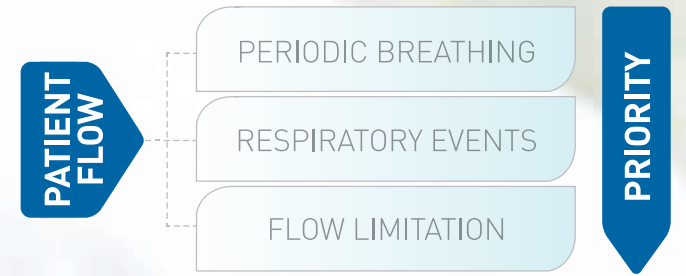 PATIENT
FLOW
PERIODIC BREATHING
RESPIRATORY EVENTS
FLOW LIMITATION
PRIORITY